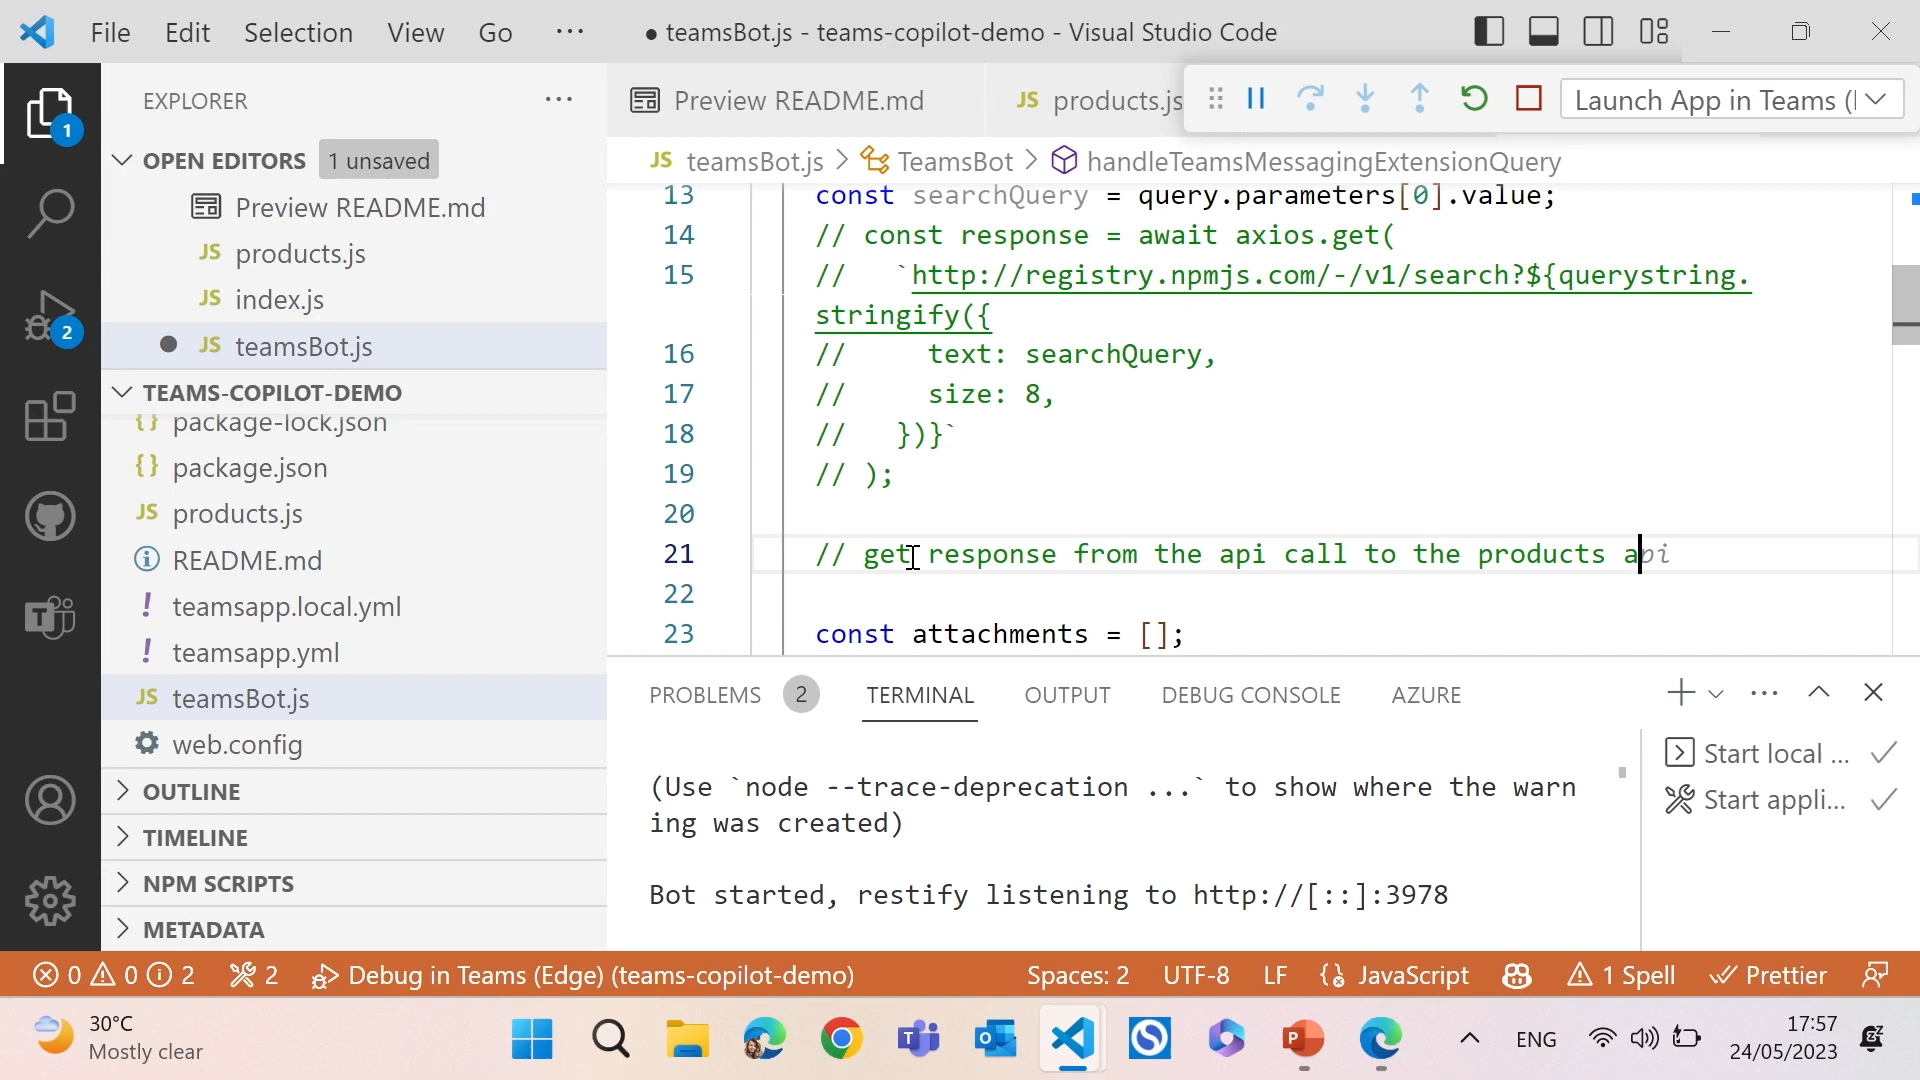 File Edit Selection View Go ··· ● teamsBot.js - teams-copilot-demo - Visual Studio Code
EXPLORER ···
1
OPEN EDITORS 1 unsaved
Preview README.md
JS products.js
JS index.js
JS teamsBot.js
2
TEAMS-COPILOT-DEMO
{} package-lock.json
{} package.json
JS products.js
README.md
! teamsapp.local.yml
! teamsapp.yml
JS teamsBot.js
web.config
OUTLINE
TIMELINE
NPM SCRIPTS
METADATA
Preview README.md JS products.js
Launch App in Teams (
JS teamsBot.js > TeamsBot > handleTeamsMessagingExtensionQuery
13 const searchQuery = query.parameters[0].value;
14 // const response = await axios.get(
15 //   `http://registry.npmjs.com/-/v1/search?${querystring.
stringify({
16 //     text: searchQuery,
17 //     size: 8,
18 //   })}`
19 // );
20
21 // get response from the api call to the products api
22
23 const attachments = [];
PROBLEMS 2 TERMINAL OUTPUT DEBUG CONSOLE AZURE
(Use `node --trace-deprecation ...` to show where the warn
ing was created)
Bot started, restify listening to http://[::]:3978
Start local ...
Start appli...
0 0 2 2 Debug in Teams (Edge) (teams-copilot-demo) Spaces: 2 UTF-8 LF {} JavaScript 1 Spell Prettier
30°C
Mostly clear
ENG
17:57
24/05/2023